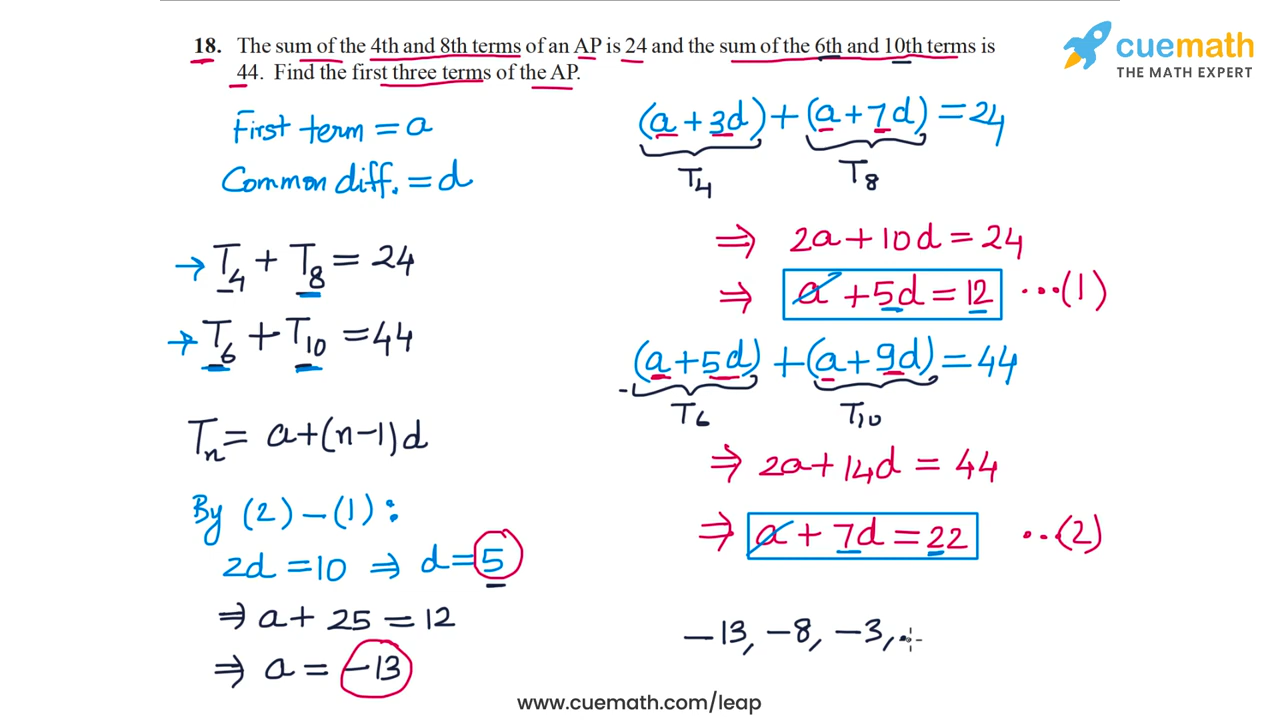 18. The sum of the 4th and 8th terms of an AP is 24 and the sum of the 6th and 10th terms is
44. Find the first three terms of the AP.
cuemath
THE MATH EXPERT
First term = a
Common diff. = d
→ T₄ + T₈ = 24
→ T₆ + T₁₀ = 44
Tₙ = a+(n-1)d
By (2) - (1) :
2d = 10 ⇒ d = 5
⇒ a + 25 = 12
⇒ a = -13
(a + 3d) + (a + 7d) = 24
T₄ T₈
⇒ 2a + 10d = 24
⇒ a + 5d = 12 ...(1)
(a + 5d) + (a + 9d) = 44
T₆ T₁₀
⇒ 2a + 14d = 44
⇒ a + 7d = 22 ..(2)
-13, -8, -3, ..
www.cuemath.com/leap